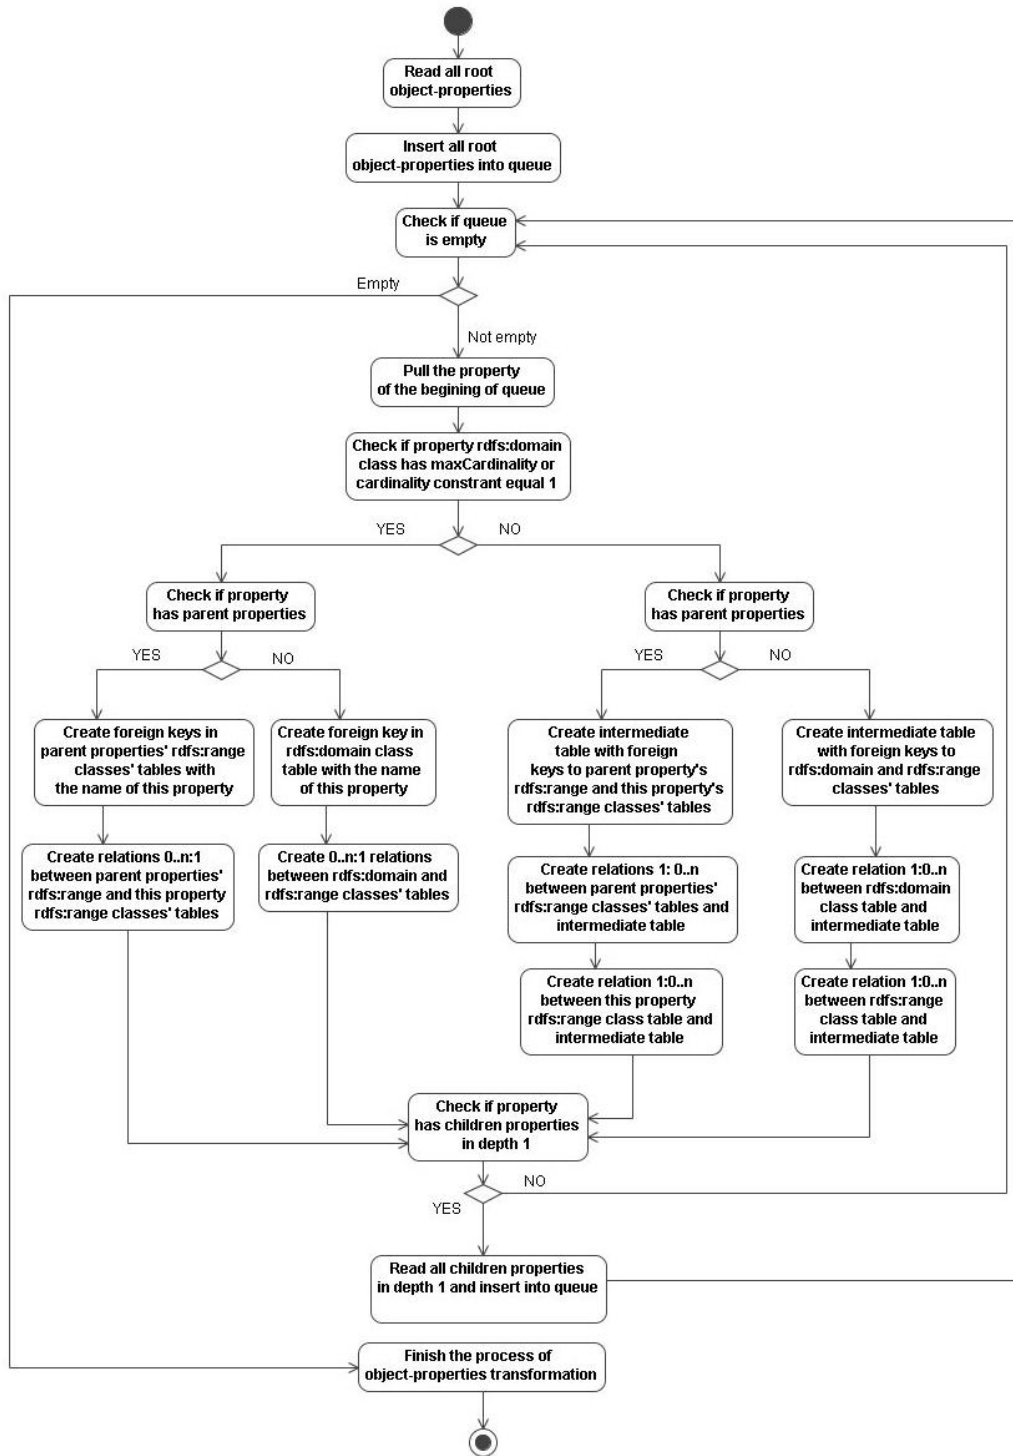 Read all root
object-properties
Insert all root
object-properties into queue
Check if queue
is empty
Empty
Not empty
Pull the property
of the begining of queue
Check if property rdfs:domain
class has maxCardinality or
cardinality constrant equal 1
YES
NO
Check if property
has parent properties
Check if property
has parent properties
YES
NO
YES
NO
Create foreign keys in
parent properties' rdfs:range
classes' tables with
the name of this property
Create foreign key in
rdfs:domain class
table with the name
of this property
Create intermediate
table with foreign
keys to parent property's
rdfs:range and this property's
rdfs:range classes' tables
Create intermediate table
with foreign keys to
rdfs:domain and rdfs:range
classes' tables
Create relations 0..n:1
between parent properties'
rdfs:range and this property
rdfs:range classes' tables
Create 0..n:1 relations
between rdfs:domain and
rdfs:range classes' tables
Create relations 1: 0..n
between parent properties'
rdfs:range classes' tables and
intermediate table
Create relation 1:0..n
between rdfs:domain
class table and
intermediate table
Create relation 1:0..n
between this property
rdfs:range class table and
intermediate table
Create relation 1:0..n
between rdfs:range
class table and
intermediate table
Check if property
has children properties
in depth 1
NO
YES
Read all children properties
in depth 1 and insert into queue
Finish the process of
object-properties transformation